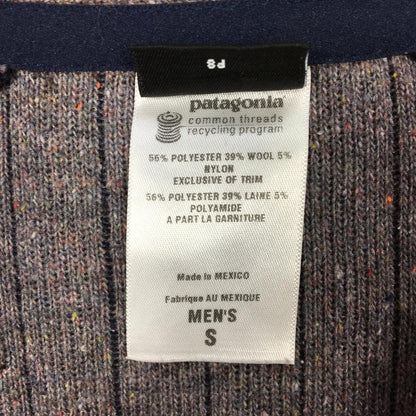 P8
patagonia
common threads
recycling program
56% POLYESTER 39% WOOL 5%
NYLON
EXCLUSIVE OF TRIM
56% POLYESTER 39% LAINE 5%
POLYAMIDE
A PART LA GARNITURE
Made in MEXICO
Fabrique AU MEXIQUE
MEN'S
S